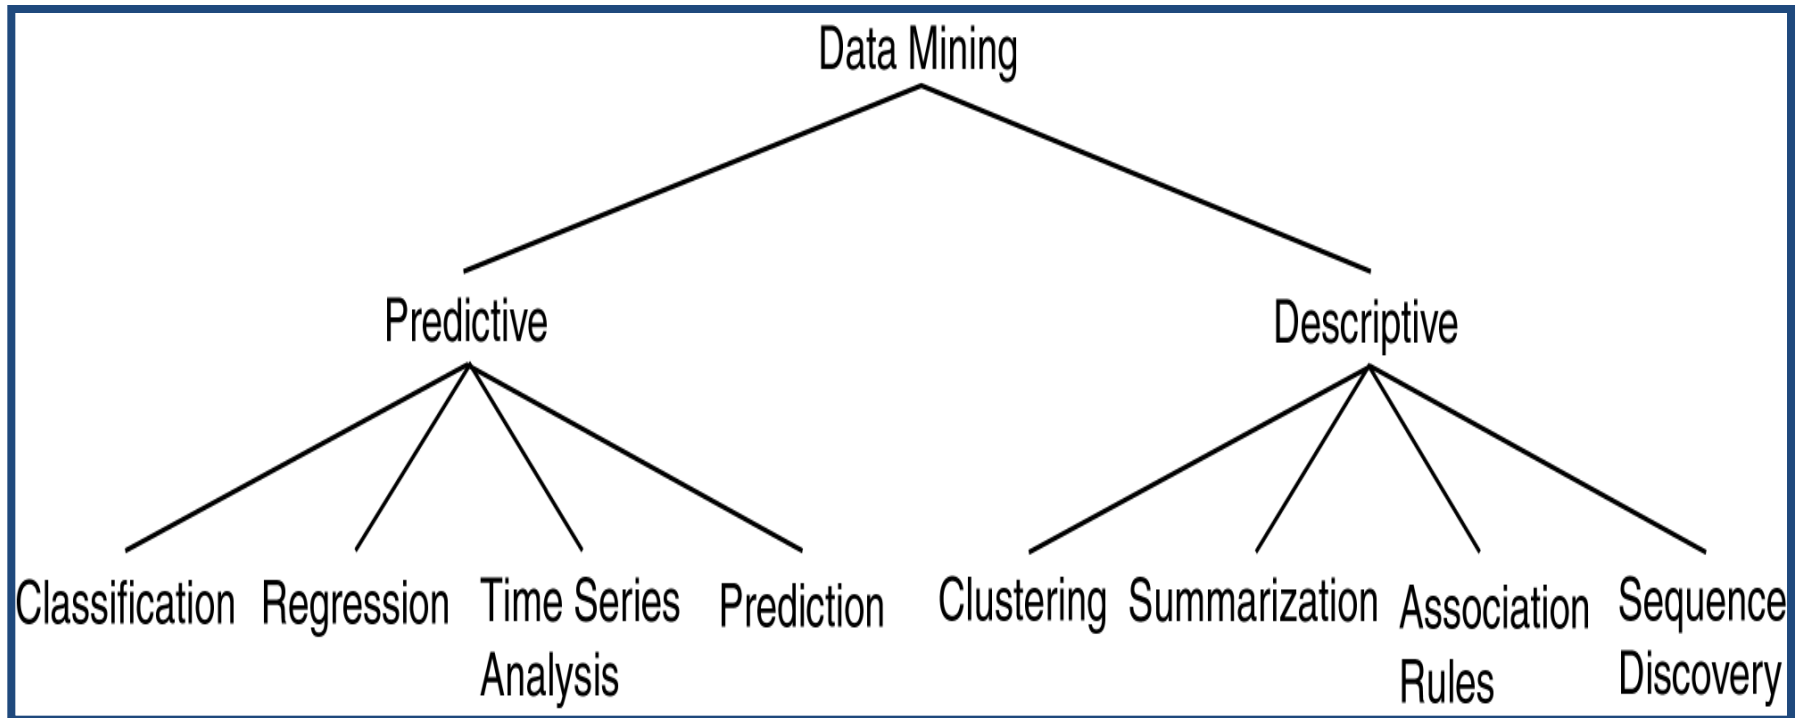 Data Mining
Predictive
Descriptive
Classification
Regression
Time Series
Analysis
Prediction
Clustering
Summarization
Association
Rules
Sequence
Discovery